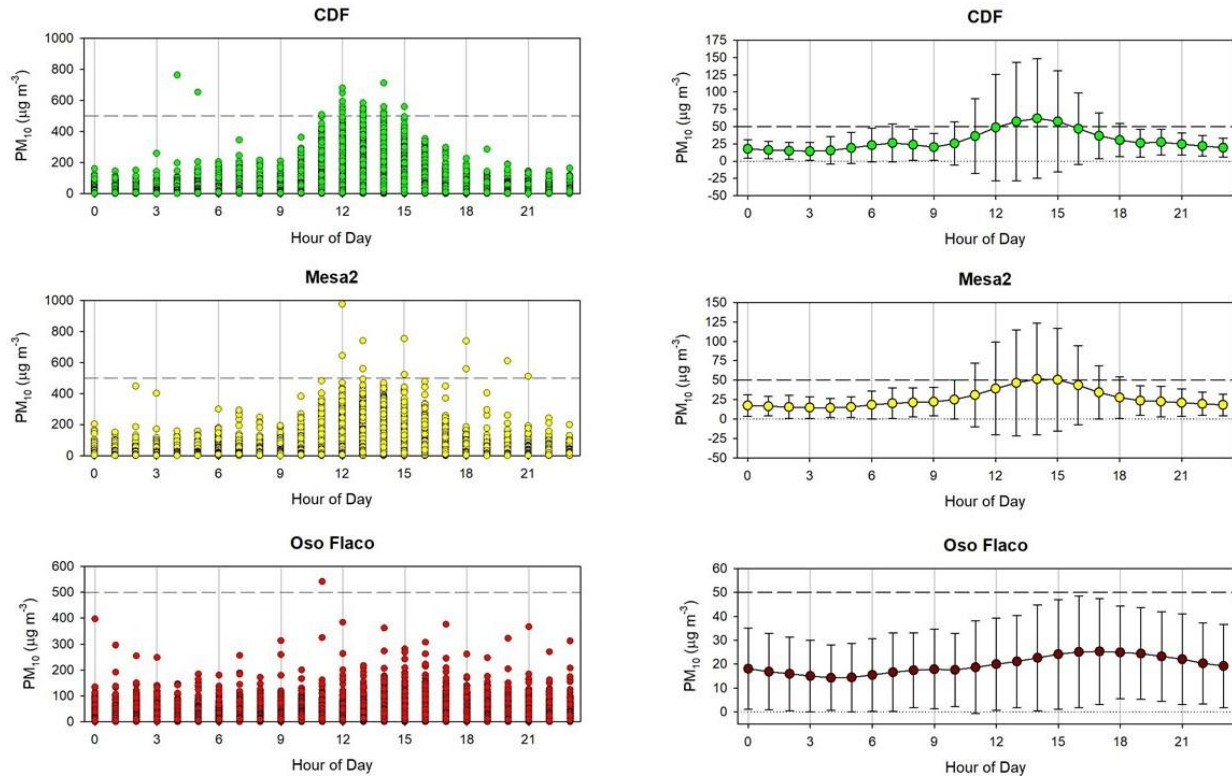 CDF
PM₁₀ (µg m⁻³)
1000
800
600
400
200
0
0 3 6 9 12 15 18 21
Hour of Day
CDF
PM₁₀ (µg m⁻³)
175
150
125
100
75
50
25
0
-25
-50
0 3 6 9 12 15 18 21
Hour of Day
Mesa2
PM₁₀ (µg m⁻³)
1000
800
600
400
200
0
0 3 6 9 12 15 18 21
Hour of Day
Mesa2
PM₁₀ (µg m⁻³)
150
125
100
75
50
25
0
-25
-50
0 3 6 9 12 15 18 21
Hour of Day
Oso Flaco
PM₁₀ (µg m⁻³)
600
500
400
300
200
100
0
0 3 6 9 12 15 18 21
Hour of Day
Oso Flaco
PM₁₀ (µg m⁻³)
60
50
40
30
20
10
0
0 3 6 9 12 15 18 21
Hour of Day